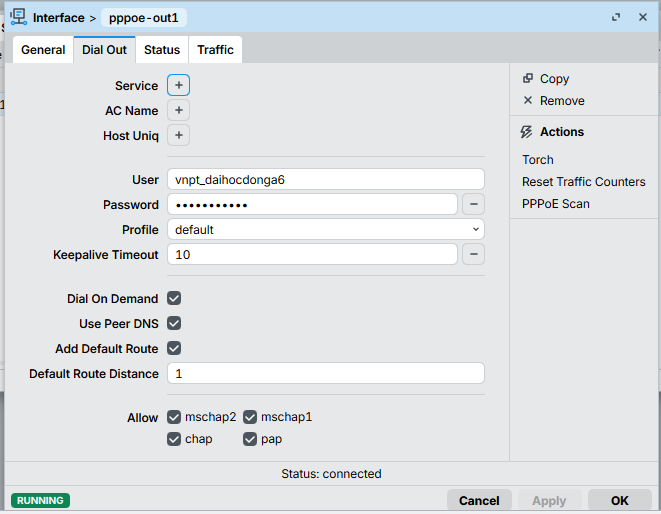 Interface > pppoe-out1
General Dial Out Status Traffic
Service
AC Name
Host Uniq
User vnpt_daihocdonga6
Password •••••••••••
Profile default
Keepalive Timeout 10
Dial On Demand
Use Peer DNS
Add Default Route
Default Route Distance 1
Allow mschap2 mschap1
chap pap
Copy
Remove
Actions
Torch
Reset Traffic Counters
PPPoE Scan
Status: connected
RUNNING Cancel Apply OK